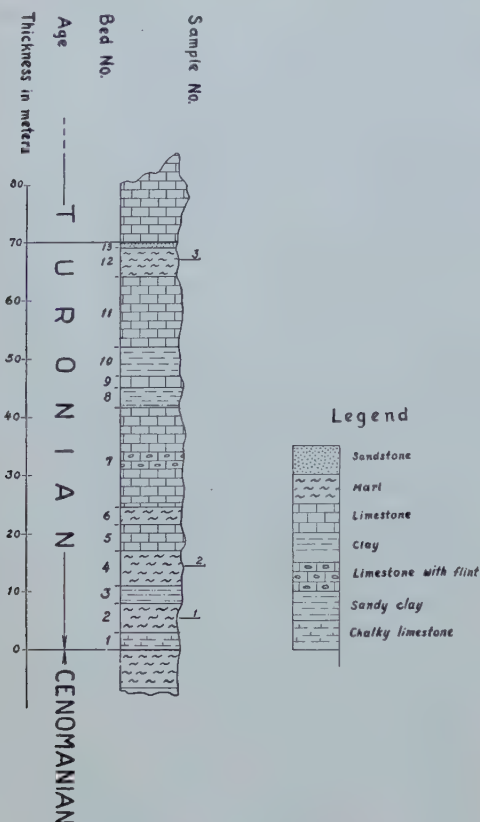 Thickness in meters
Age
Bed No.
Sample No.
80
70
60
50
40
30
20
10
0
TURONIAN
CENOMANIAN
13
12
11
10
9
8
7
6
5
4
3
2
1
3
2
1
Legend
Sandstone
Marl
Limestone
Clay
Limestone with flint
Sandy clay
Chalky limestone